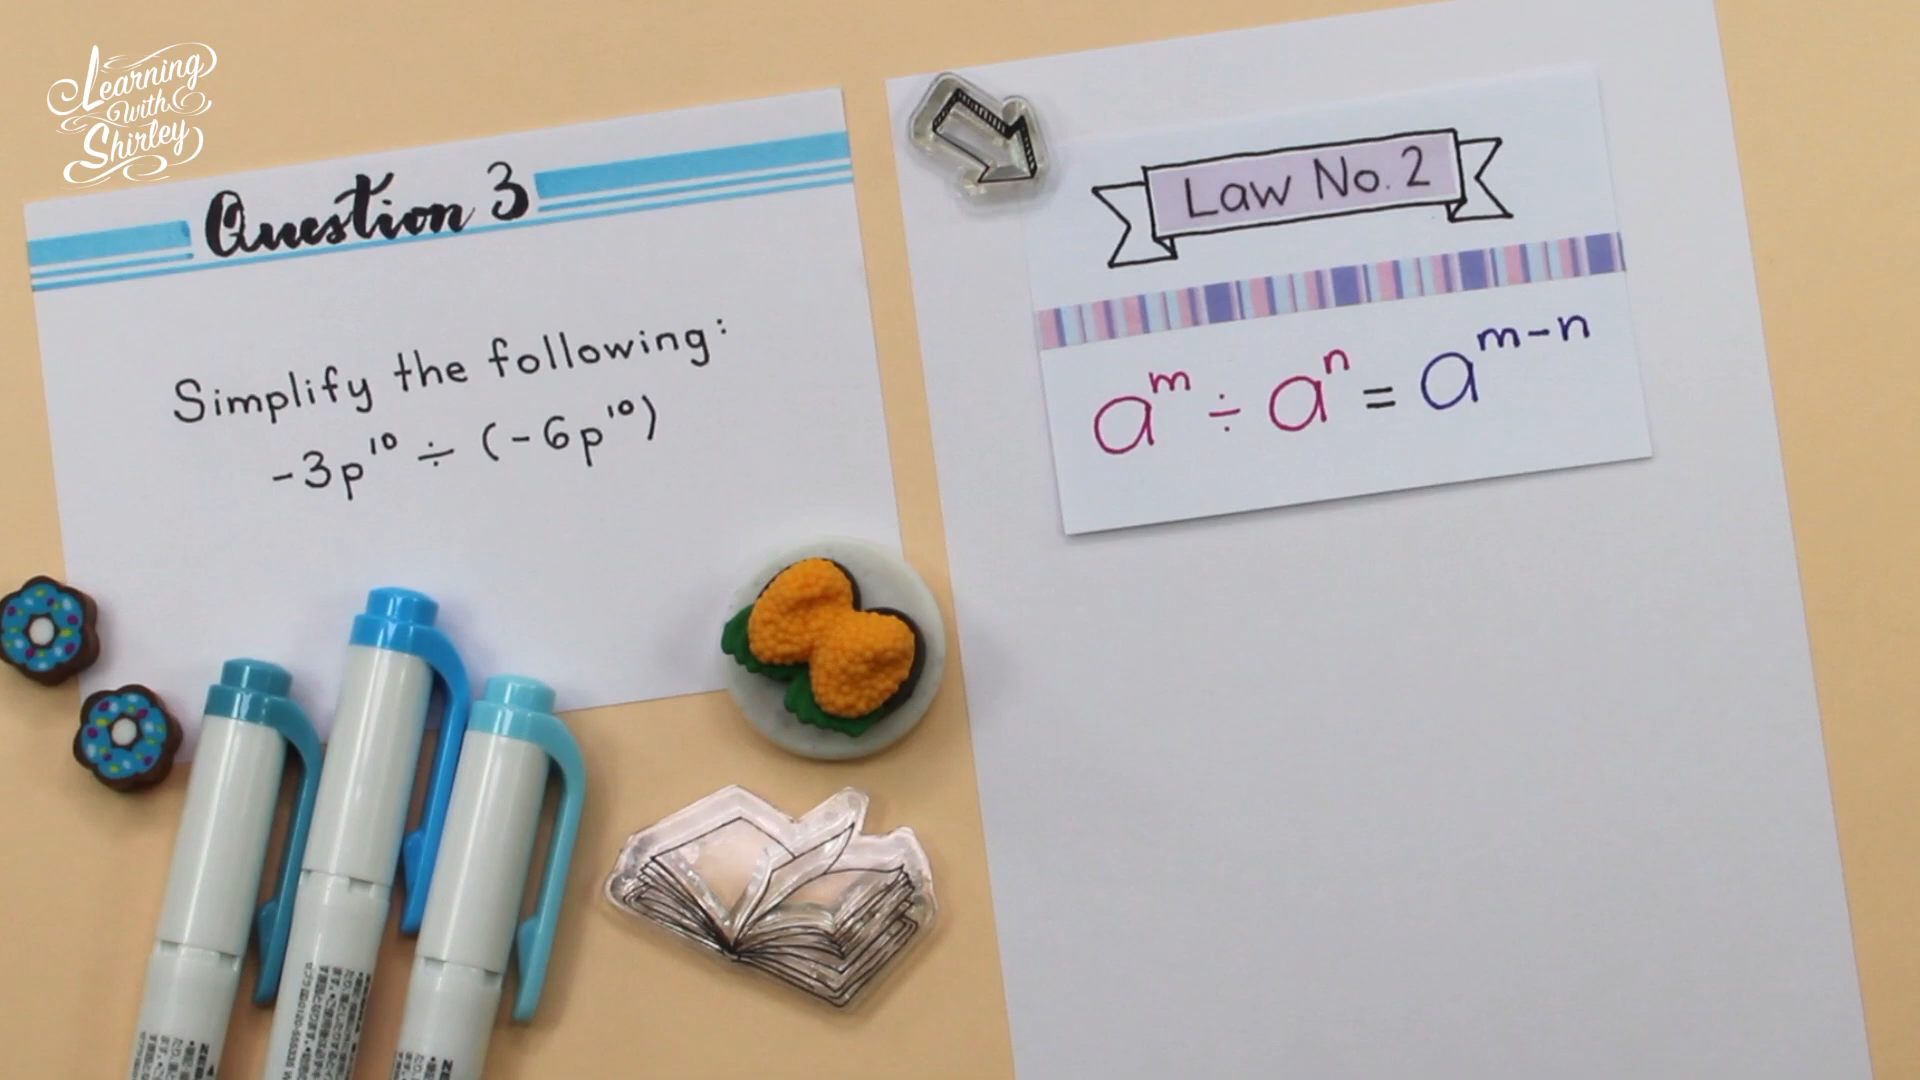 Learning
With
Shirley
Question 3
Simplify the following:
-3p¹⁰ ÷ (-6p¹⁰)
Law No. 2
aᵐ ÷ aⁿ = aᵐ⁻ⁿ